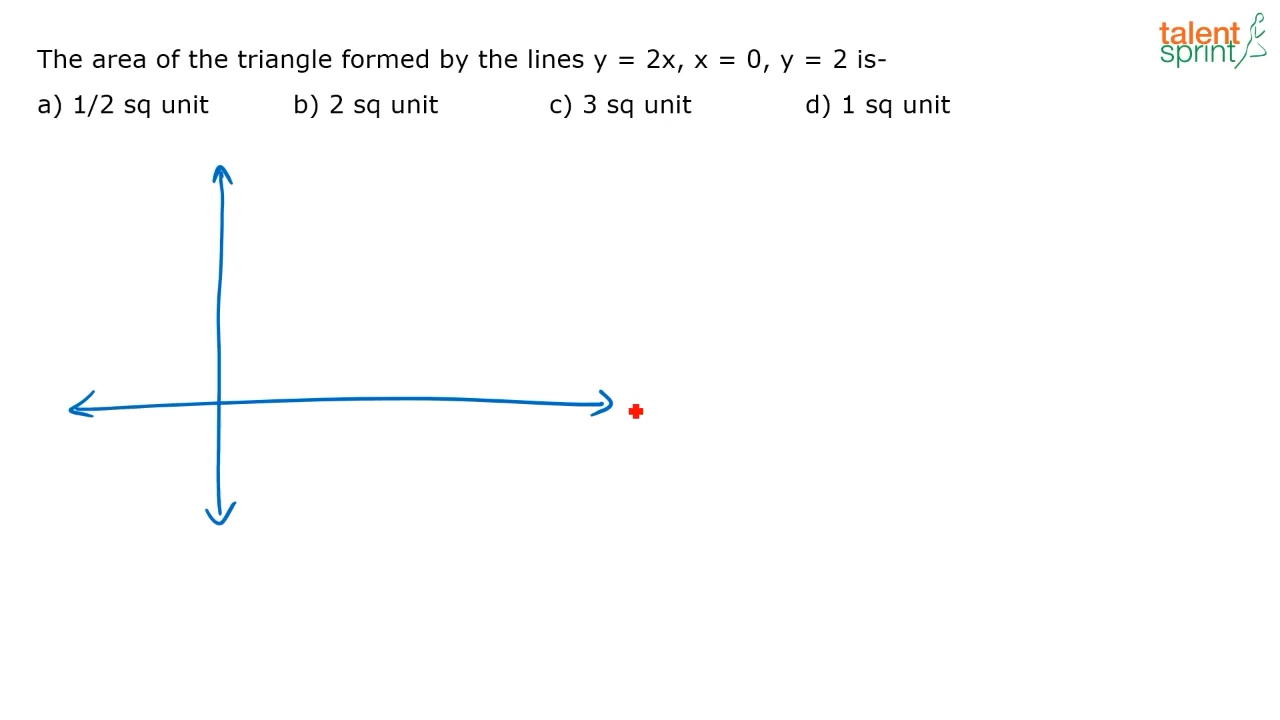 The area of the triangle formed by the lines y = 2x, x = 0, y = 2 is-
a) 1/2 sq unit b) 2 sq unit c) 3 sq unit d) 1 sq unit
talent
sprint